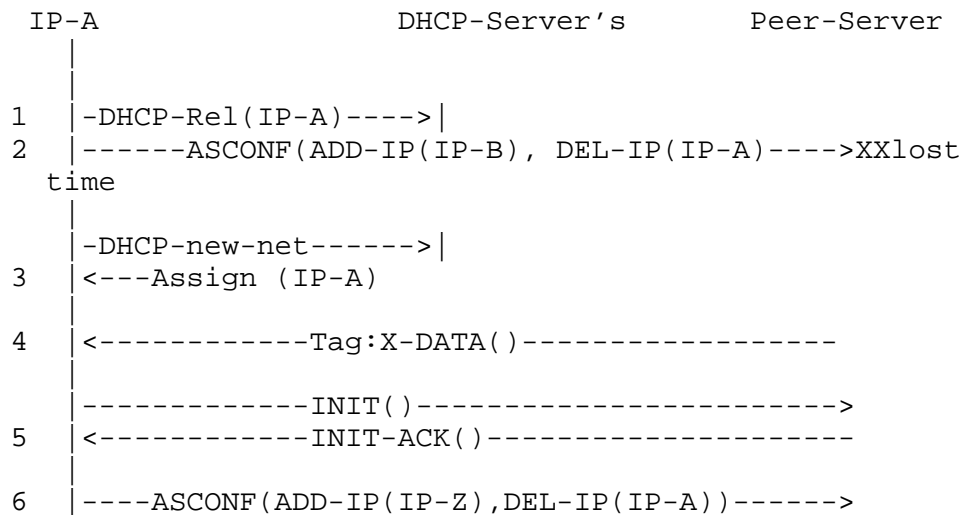 IP-A                 DHCP-Server's       Peer-Server
   |
   |
1  |-DHCP-Rel(IP-A)---->|
2  |------ASCONF(ADD-IP(IP-B), DEL-IP(IP-A)---->XXlost
  time
   |
   |-DHCP-new-net------>|
3  |<---Assign (IP-A)
   |
4  |<------------Tag:X-DATA()------------------
   |
   |-------------INIT()------------------------>
5  |<------------INIT-ACK()---------------------
   |
6  |----ASCONF(ADD-IP(IP-Z),DEL-IP(IP-A))------>